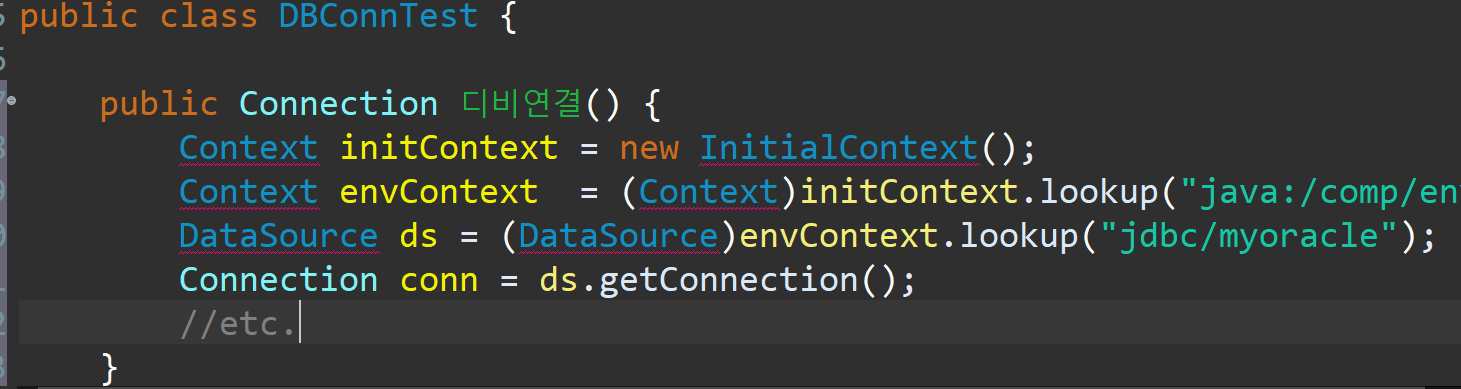 public class DBConnTest {
public Connection 디비연결() {
Context initContext = new InitialContext();
Context envContext  = (Context)initContext.lookup("java:/comp/en
DataSource ds = (DataSource)envContext.lookup("jdbc/myoracle");
Connection conn = ds.getConnection();
//etc.
}